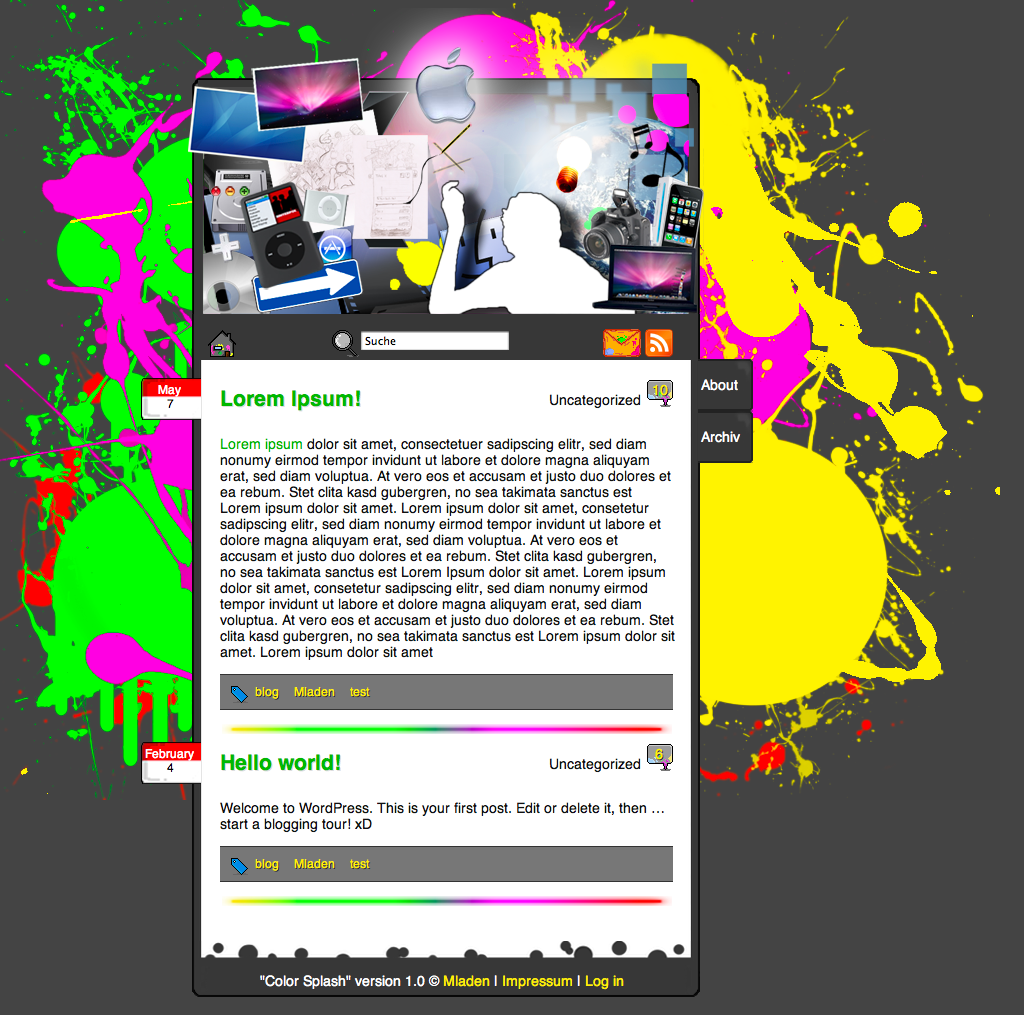 Suche
About
Archiv
May
7
Lorem Ipsum!
Uncategorized
10
Lorem ipsum dolor sit amet, consectetuer sadipscing elitr, sed diam
nonumy eirmod tempor invidunt ut labore et dolore magna aliquyam
erat, sed diam voluptua. At vero eos et accusam et justo duo dolores et
ea rebum. Stet clita kasd gubergren, no sea takimata sanctus est
Lorem ipsum dolor sit amet. Lorem ipsum dolor sit amet, consetetur
sadipscing elitr, sed diam nonumy eirmod tempor invidunt ut labore et
dolore magna aliquyam erat, sed diam voluptua. At vero eos et
accusam et justo duo dolores et ea rebum. Stet clita kasd gubergren,
no sea takimata sanctus est Lorem Ipsum dolor sit amet. Lorem ipsum
dolor sit amet, consetetur sadipscing elitr, sed diam nonumy eirmod
tempor invidunt ut labore et dolore magna aliquyam erat, sed diam
voluptua. At vero eos et accusam et justo duo dolores et ea rebum. Stet
clita kasd gubergren, no sea takimata sanctus est Lorem ipsum dolor sit
amet. Lorem ipsum dolor sit amet
blog Mladen test
February
4
Hello world!
Uncategorized
6
Welcome to WordPress. This is your first post. Edit or delete it, then …
start a blogging tour! xD
blog Mladen test
"Color Splash" version 1.0 © Mladen | Impressum | Log in